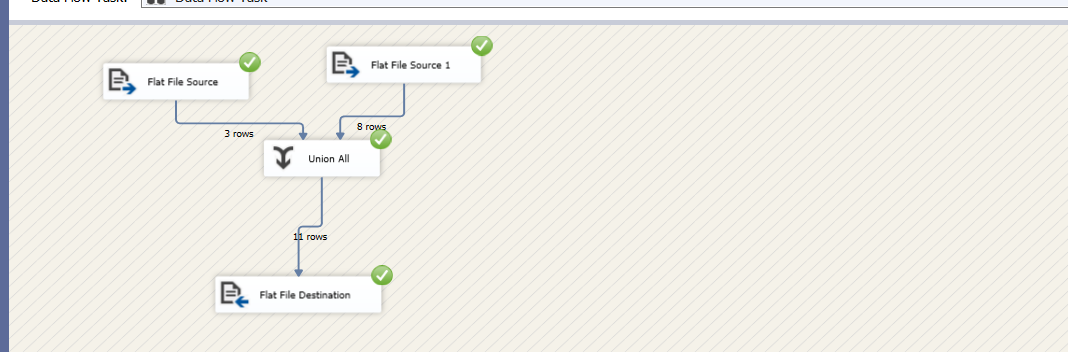 Data Flow Task: Data Flow Task
Flat File Source
Flat File Source 1
3 rows
8 rows
Union All
11 rows
Flat File Destination